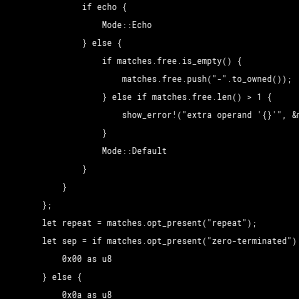 if echo {
Mode::Echo
} else {
if matches.free.is_empty() {
matches.free.push("-".to_owned());
} else if matches.free.len() > 1 {
show_error!("extra operand '{}'",
}
Mode::Default
}
}
};
let repeat = matches.opt_present("repeat");
let sep = if matches.opt_present("zero-terminated")
0x00 as u8
} else {
0x0a as u8